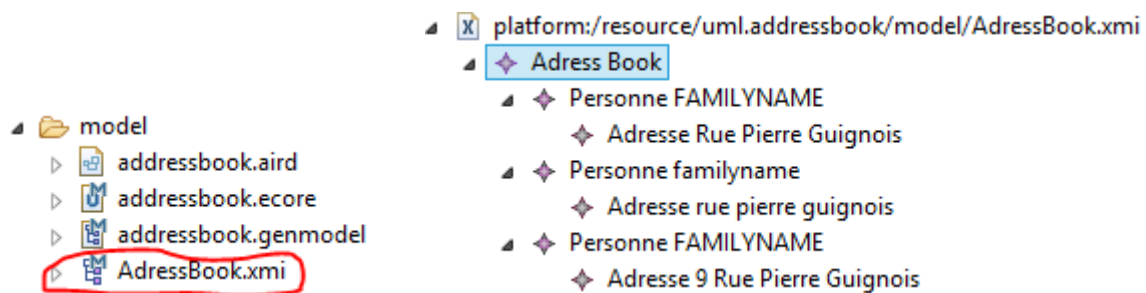 model
addressbook.aird
addressbook.ecore
addressbook.genmodel
AdressBook.xmi
platform:/resource/uml.addressbook/model/AdressBook.xmi
Adress Book
Personne FAMILYNAME
Adresse Rue Pierre Guignois
Personne familyname
Adresse rue pierre guignois
Personne FAMILYNAME
Adresse 9 Rue Pierre Guignois